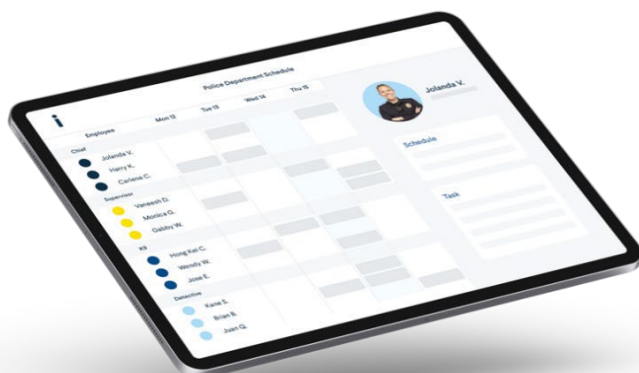 Police Department Schedule
Employee
Mon 12
Tue 13
Wed 14
Thu 15
Chief
Jolanda V.
Harry K.
Carlene C.
Supervisor
Vaneesh D.
Monica G.
Gabby W.
K9
Hong Kei C.
Wendy W.
Jose E.
Detective
Kane S.
Brian B.
Juan Q.
Jolanda V.
Schedule
Task